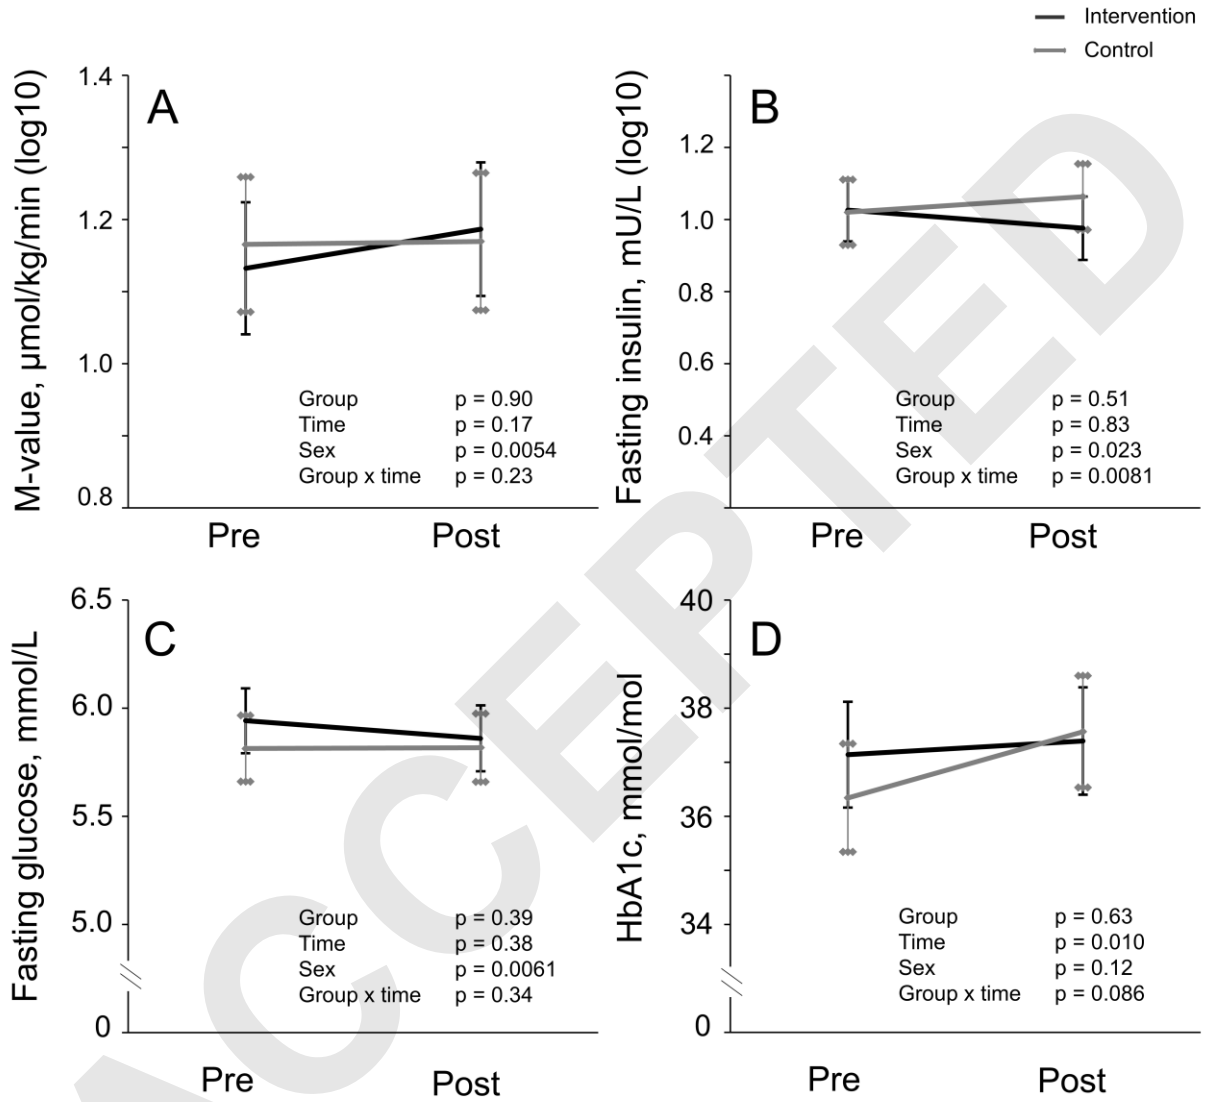 Intervention
Control
A
M-value, µmol/kg/min (log10)
1.4
1.2
1.0
0.8
Group p = 0.90
Time p = 0.17
Sex p = 0.0054
Group x time p = 0.23
Pre Post
B
Fasting insulin, mU/L (log10)
1.2
1.0
0.8
0.6
0.4
Group p = 0.51
Time p = 0.83
Sex p = 0.023
Group x time p = 0.0081
Pre Post
C
Fasting glucose, mmol/L
6.5
6.0
5.5
5.0
0
Group p = 0.39
Time p = 0.38
Sex p = 0.0061
Group x time p = 0.34
Pre Post
D
HbA1c, mmol/mol
40
38
36
34
0
Group p = 0.63
Time p = 0.010
Sex p = 0.12
Group x time p = 0.086
Pre Post
ACCEPTED